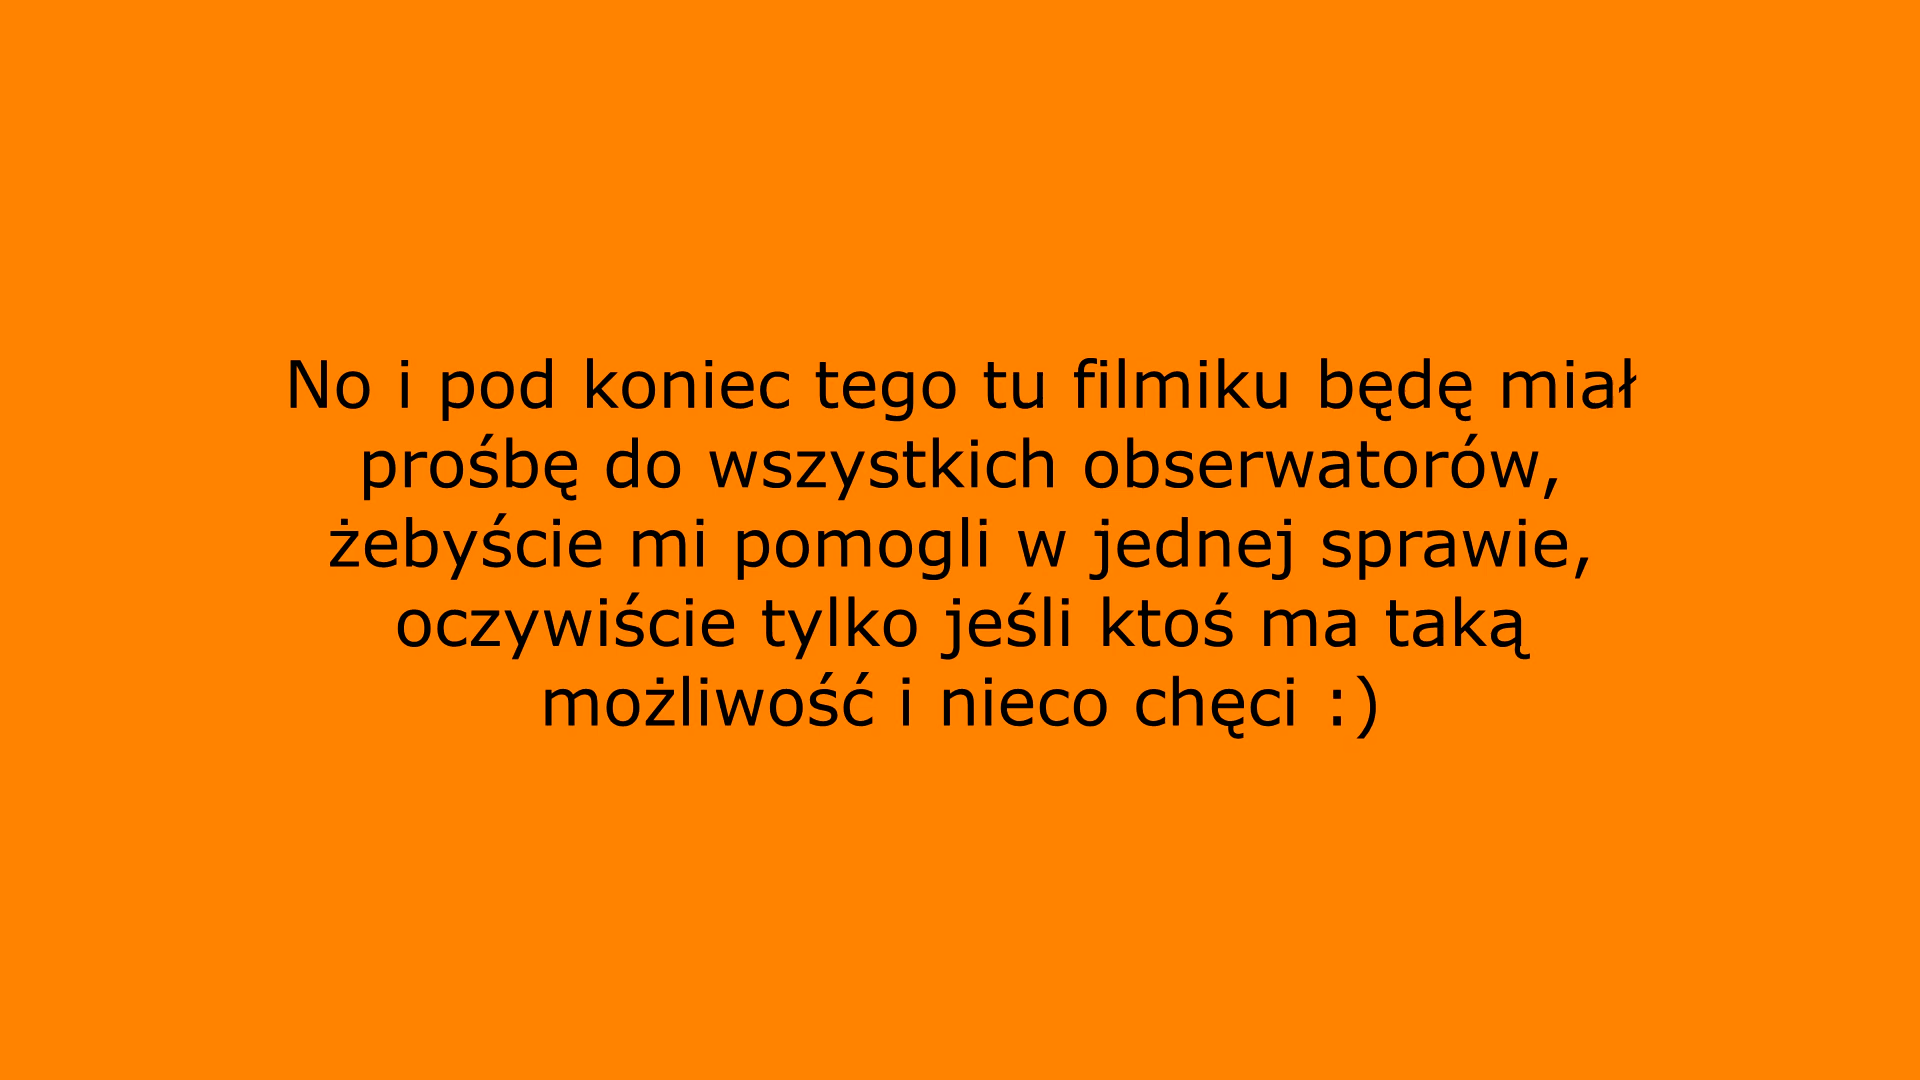 No i pod koniec tego tu filmiku będę miał
prośbę do wszystkich obserwatorów,
żebyście mi pomogli w jednej sprawie,
oczywiście tylko jeśli ktoś ma taką
możliwość i nieco chęci :)